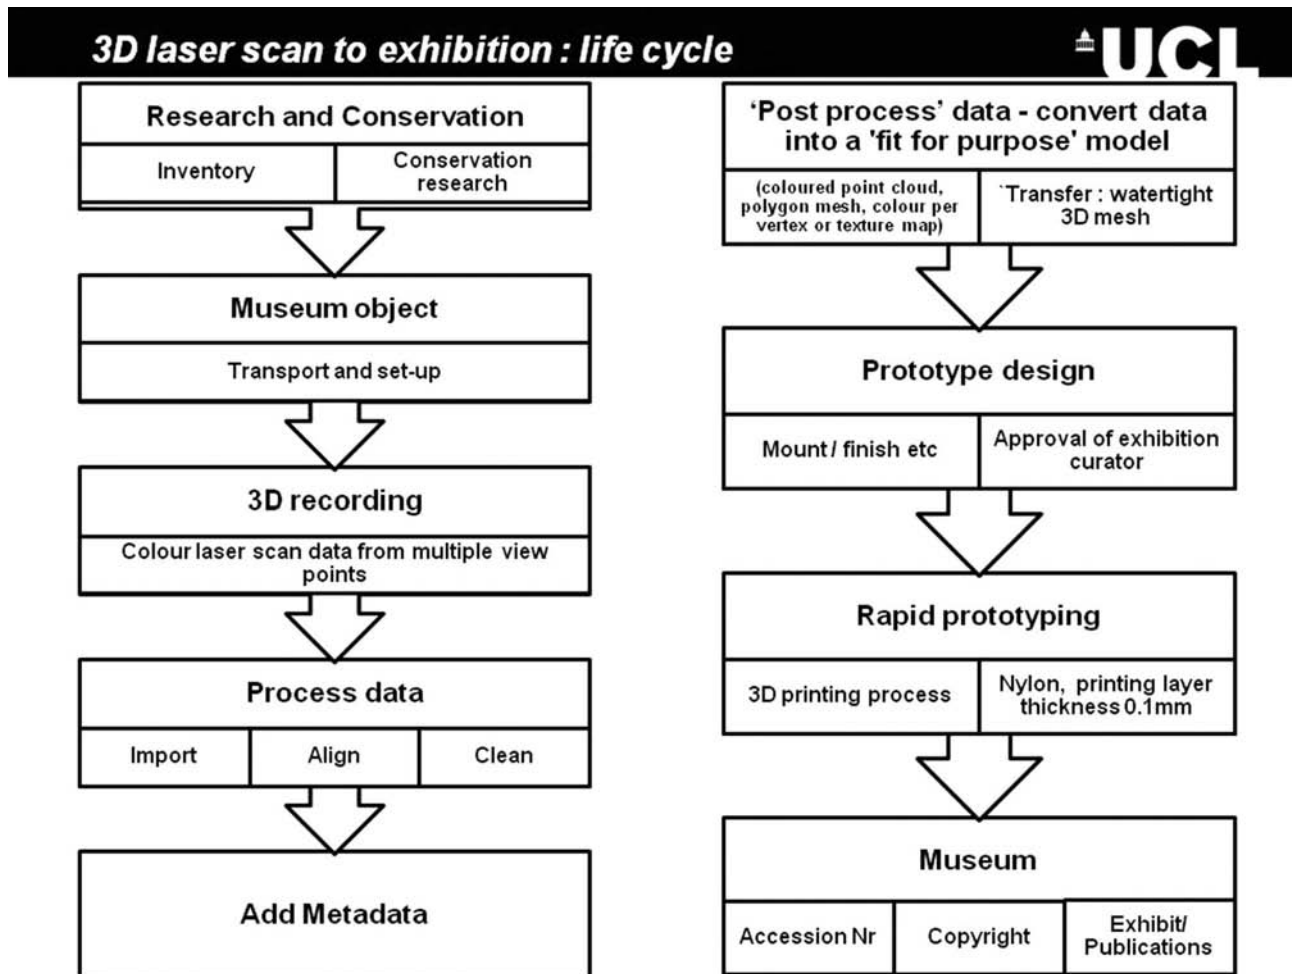 3D laser scan to exhibition : life cycle
UCL
Research and Conservation
Inventory
Conservation
research
Museum object
Transport and set-up
3D recording
Colour laser scan data from multiple view
points
Process data
Import
Align
Clean
Add Metadata
‘Post process’ data - convert data
into a 'fit for purpose' model
(coloured point cloud,
polygon mesh, colour per
vertex or texture map)
`Transfer : watertight
3D mesh
Prototype design
Mount / finish etc
Approval of exhibition
curator
Rapid prototyping
3D printing process
Nylon, printing layer
thickness 0.1mm
Museum
Accession Nr
Copyright
Exhibit/
Publications